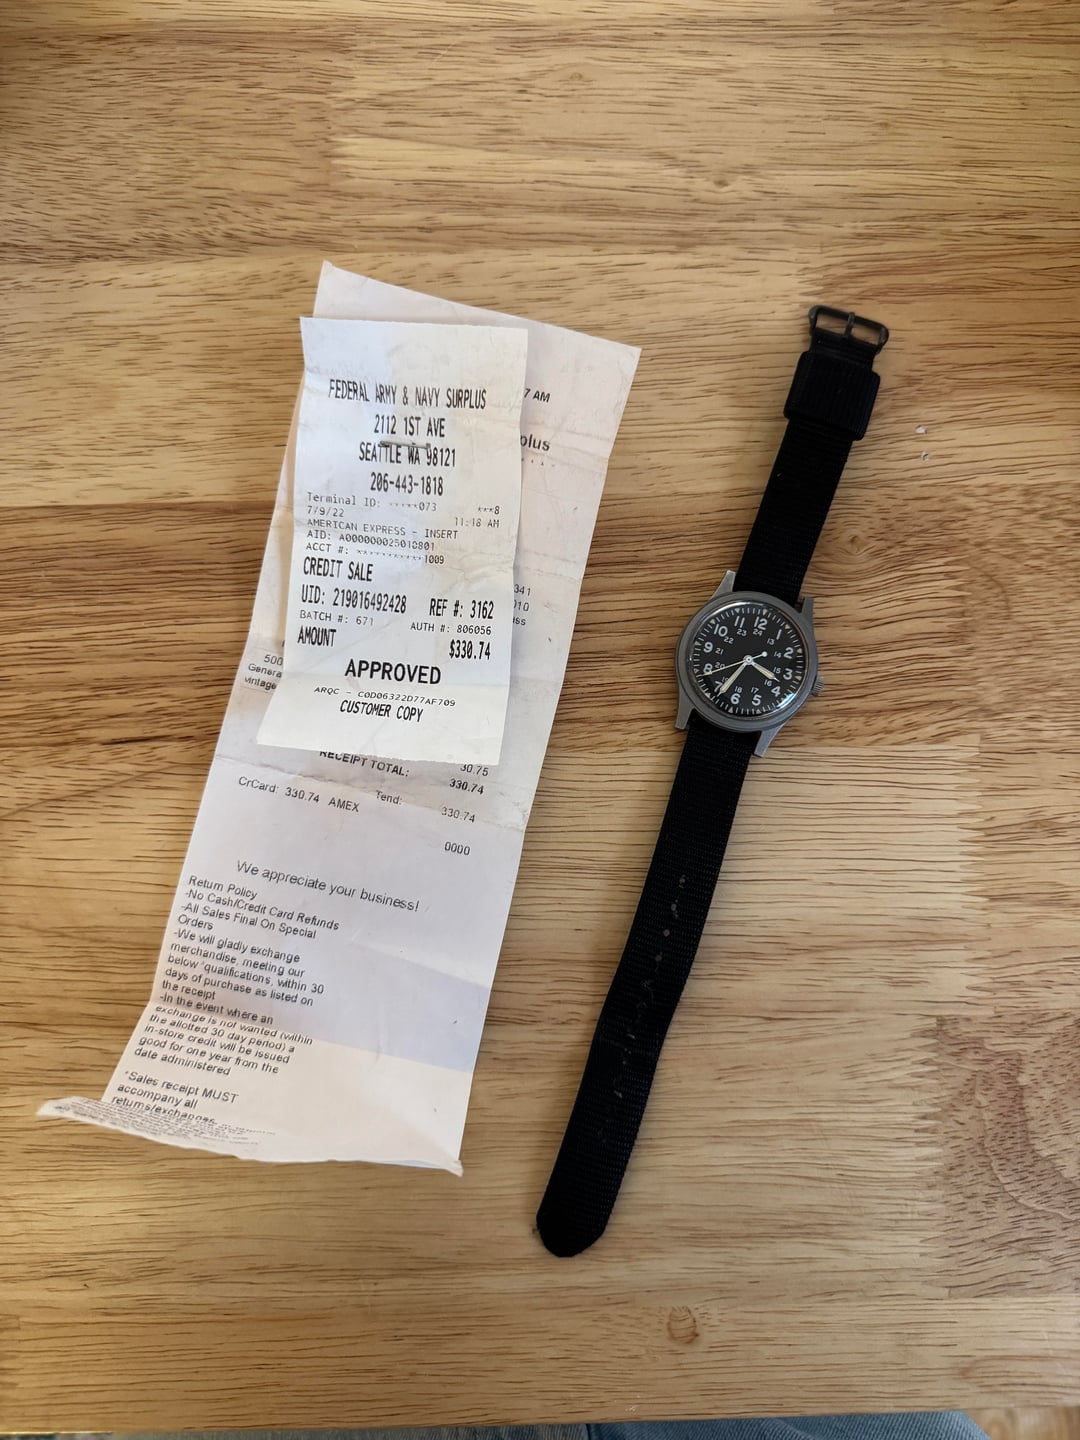 FEDERAL ARMY & NAVY SURPLUS
2112 1ST AVE
SEATTLE WA 98121
206-443-1818
Terminal ID: *****073 ***8
7/9/22 11:18 AM
AMERICAN EXPRESS - INSERT
AID: A000000025010801
ACCT #: ***********1009
CREDIT SALE
UID: 219016492428 REF #: 3162
BATCH #: 671 AUTH #: 806056
AMOUNT $330.74
APPROVED
ARQC - C0D06322D77AF709
CUSTOMER COPY
7 AM
plus
341
010
ss
500
Genera
vintage
30.75
RECEIPT TOTAL: 330.74
CrCard: 330.74 AMEX Tend: 330.74
0000
We appreciate your business!
Return Policy
-No Cash/Credit Card Refunds
-All Sales Final On Special
Orders
-We will gladly exchange
merchandise, meeting our
below *qualifications, within 30
days of purchase as listed on
the receipt
-In the event where an
exchange is not wanted (within
the allotted 30 day period) a
in-store credit will be issued
good for one year from the
date administered
*Sales receipt MUST
accompany all
returns/exchanges
12
1
2
3
4
5
6
7
8
9
10
11
24
13
14
15
16
17
18
19
20
21
22
23